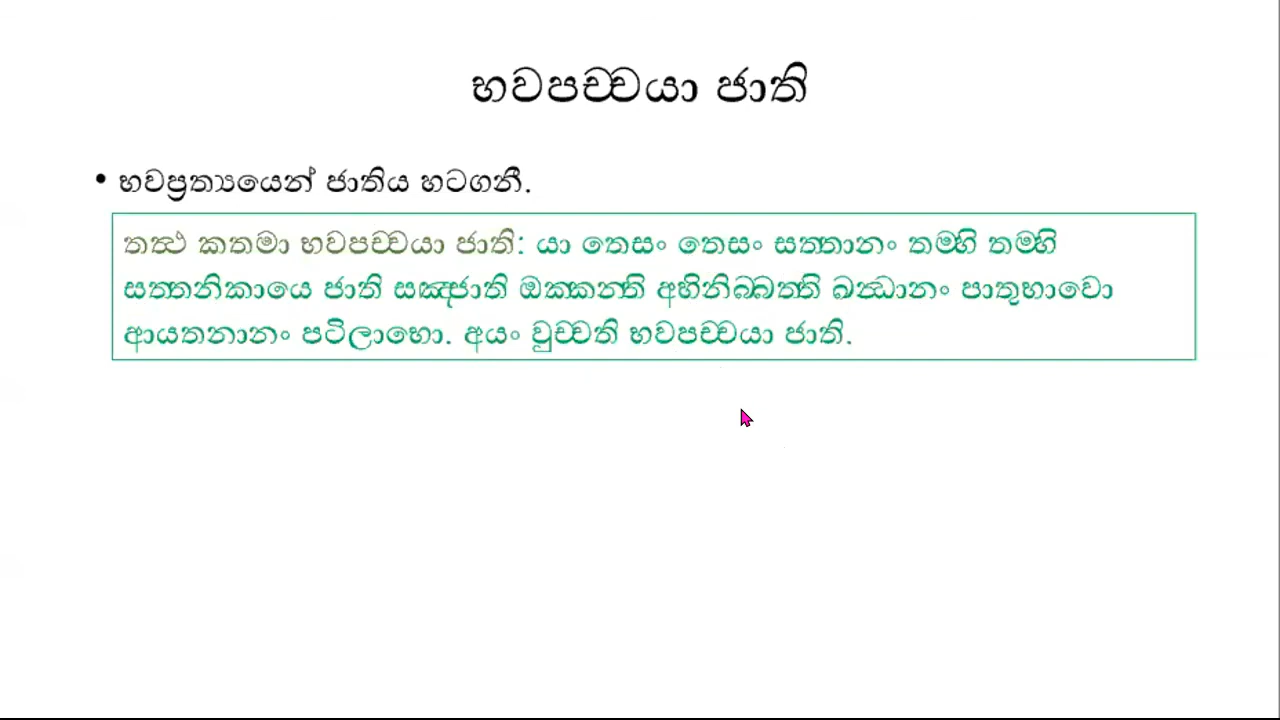 භවපච‍්චයා ජාති
• භවප්‍රත්‍යයෙන් ජාතිය හටගනී.
තත්‍ථ කතමා භවපච‍්චයා ජාති: යා තෙසං තෙසං සත‍්තානං තම‍්හි තම‍්හි
සත‍්තනිකායෙ ජාති සඤ‍්ජාති ඔක‍්කන‍්ති අභිනිබ‍්බත‍්ති ඛන්‍ධානං පාතුභාවො
ආයතනානං පටිලාභො. අයං වුච‍්චති භවපච‍්චයා ජාති.